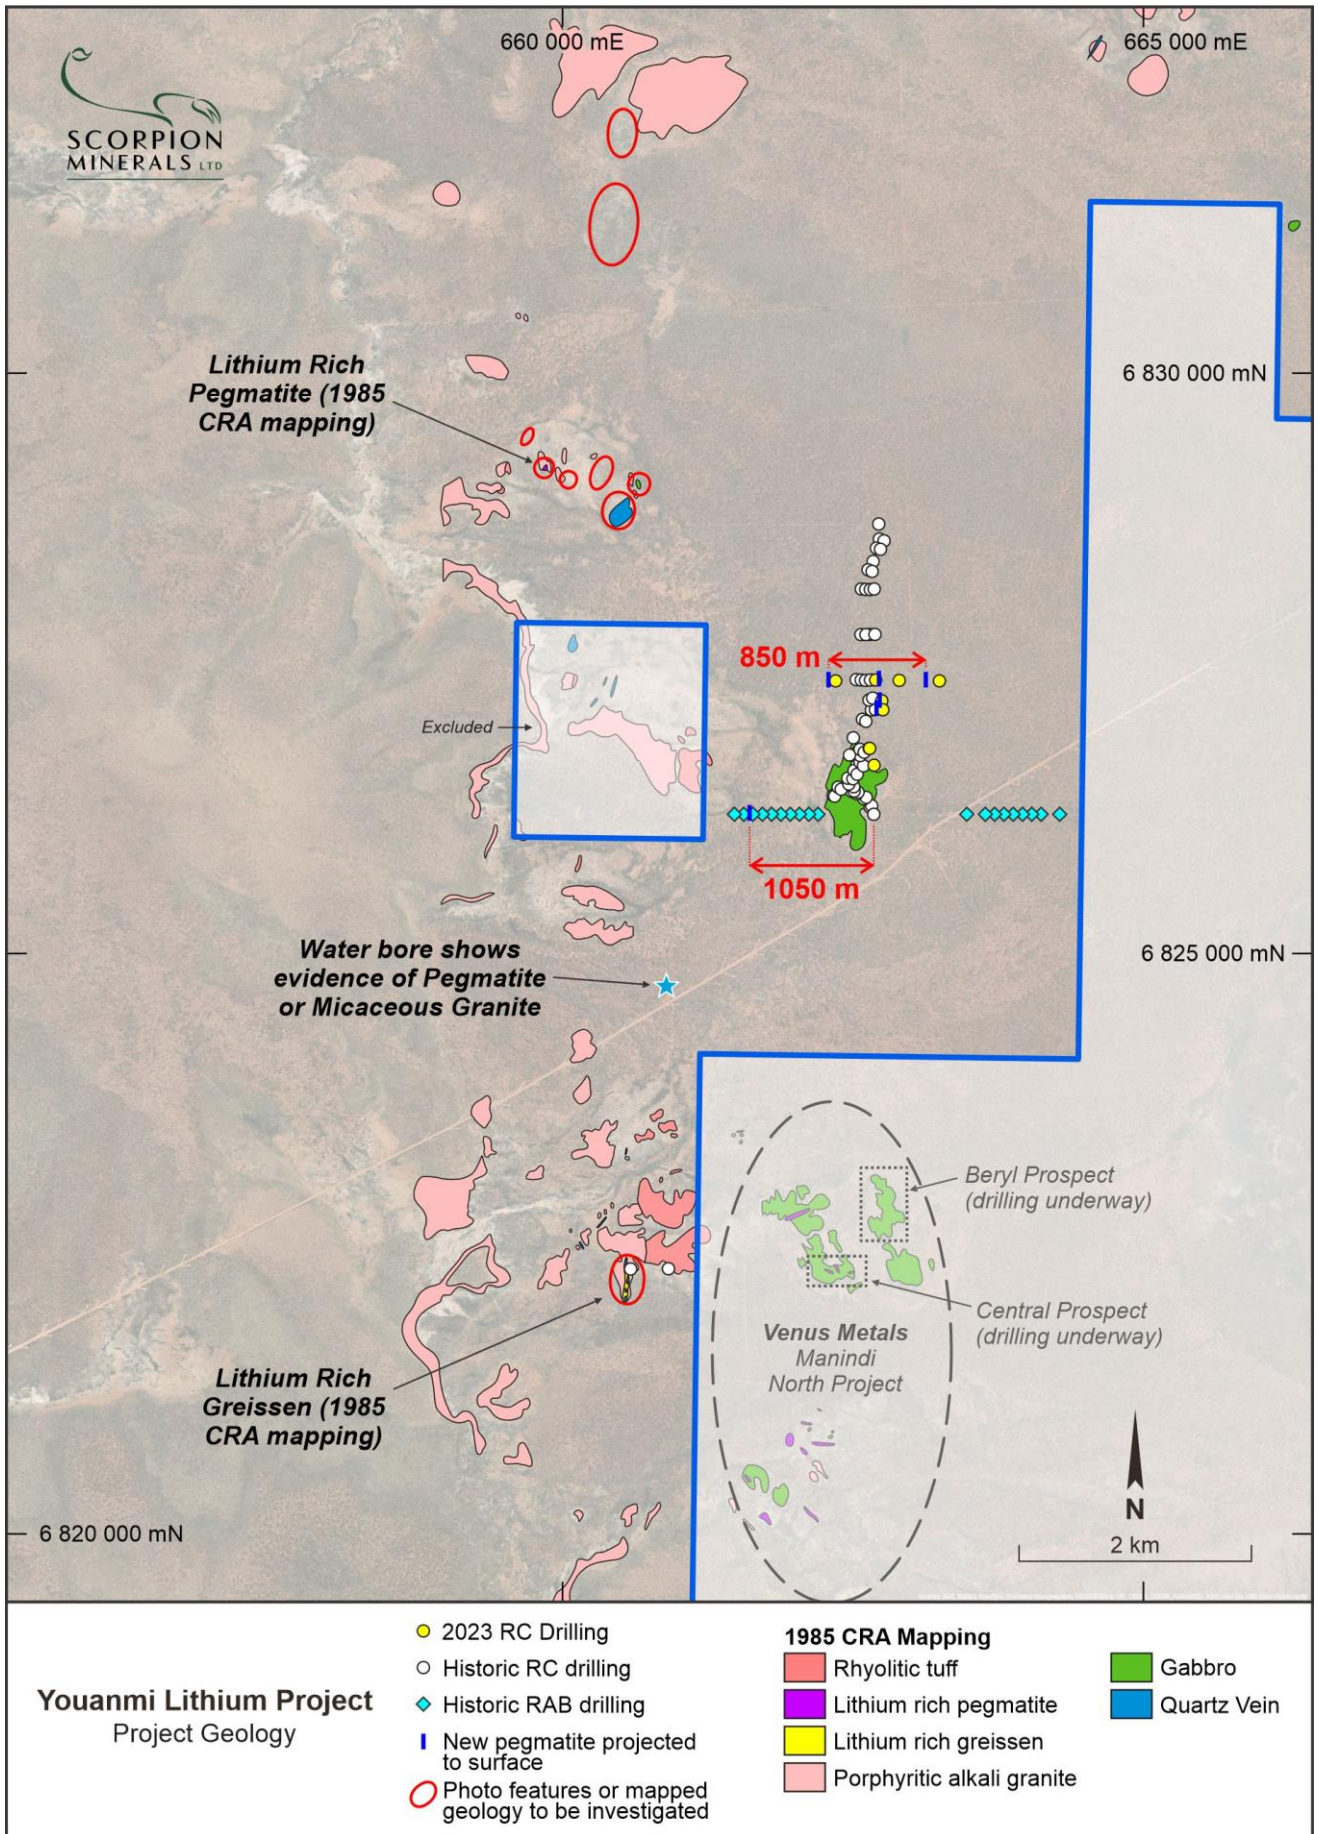 660 000 mE
665 000 mE
SCORPION
MINERALS LTD
Lithium Rich
Pegmatite (1985
CRA mapping)
6 830 000 mN
850 m
Excluded
1050 m
Water bore shows
evidence of Pegmatite
or Micaceous Granite
6 825 000 mN
Beryl Prospect
(drilling underway)
Central Prospect
(drilling underway)
Venus Metals
Manindi
North Project
Lithium Rich
Greissen (1985
CRA mapping)
N
2 km
6 820 000 mN
Youanmi Lithium Project
Project Geology
2023 RC Drilling
Historic RC drilling
Historic RAB drilling
New pegmatite projected
to surface
Photo features or mapped
geology to be investigated
1985 CRA Mapping
Rhyolitic tuff
Lithium rich pegmatite
Lithium rich greissen
Porphyritic alkali granite
Gabbro
Quartz Vein